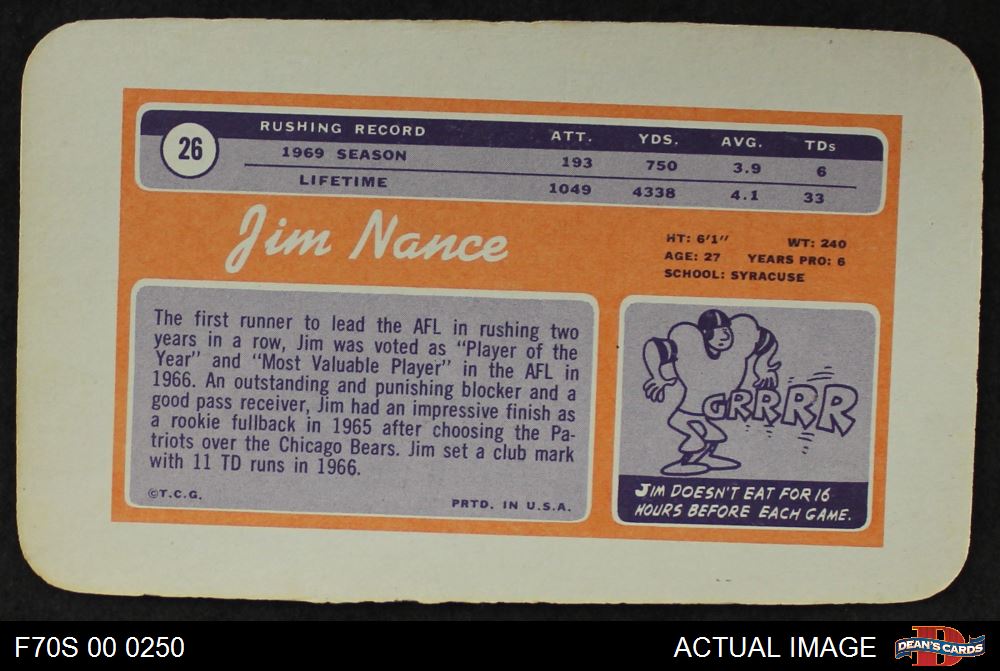 26
RUSHING RECORD ATT. YDS. AVG. TDs
1969 SEASON 193 750 3.9 6
LIFETIME 1049 4338 4.1 33
Jim Nance
HT: 6'1" WT: 240
AGE: 27 YEARS PRO: 6
SCHOOL: SYRACUSE
The first runner to lead the AFL in rushing two
years in a row, Jim was voted as "Player of the
Year" and "Most Valuable Player" in the AFL in
1966. An outstanding and punishing blocker and a
good pass receiver, Jim had an impressive finish as
a rookie fullback in 1965 after choosing the Pa-
triots over the Chicago Bears. Jim set a club mark
with 11 TD runs in 1966.
©T.C.G. PRTD. IN U.S.A.
GRRRR
JIM DOESN'T EAT FOR 16
HOURS BEFORE EACH GAME.
F70S 00 0250 ACTUAL IMAGE
D
DEAN'S CARDS